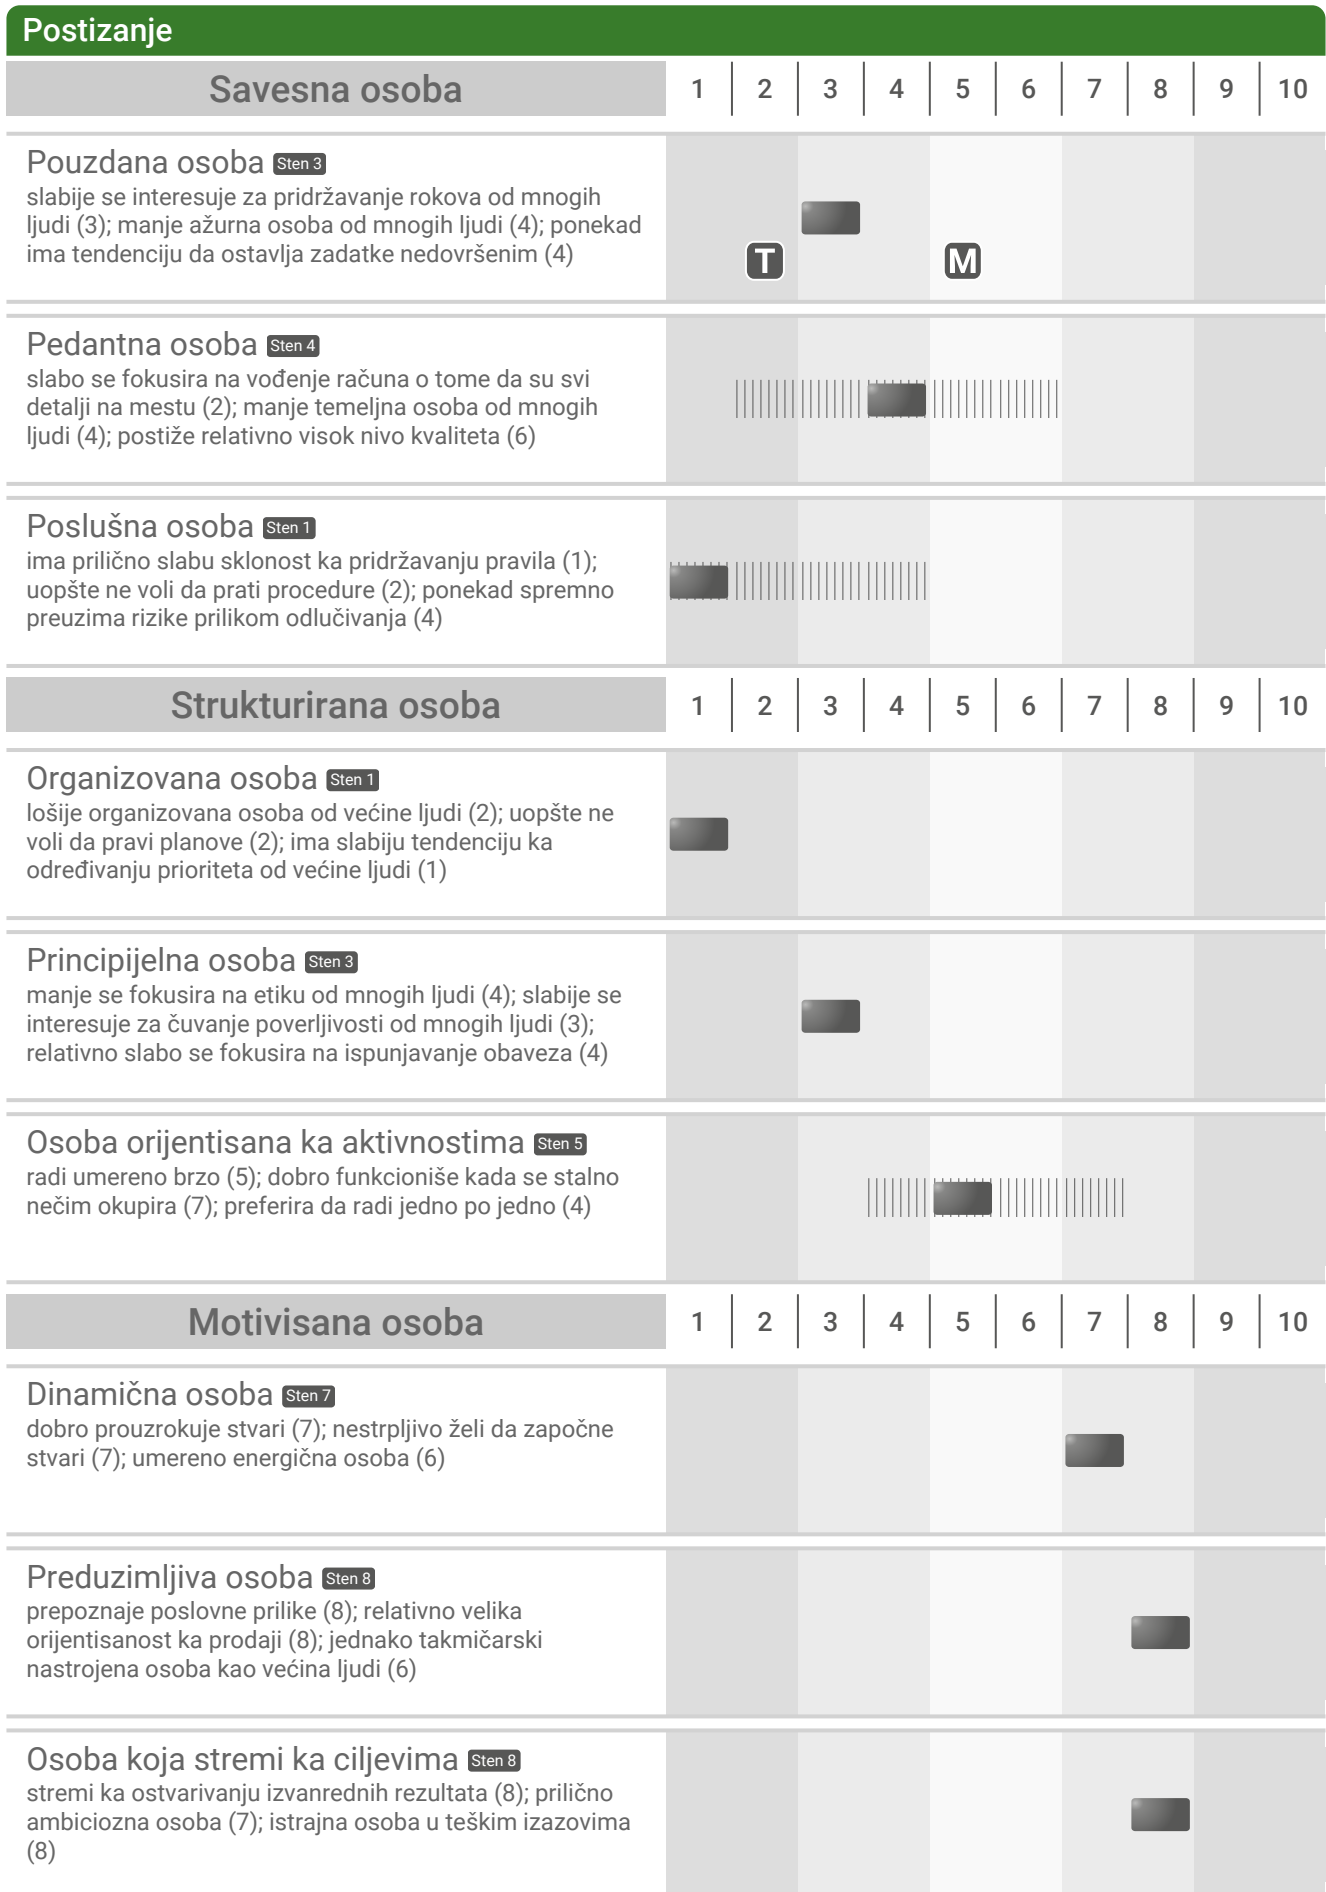 Postizanje
Savesna osoba 1 2 3 4 5 6 7 8 9 10
Pouzdana osoba Sten 3
slabije se interesuje za pridržavanje rokova od mnogih
ljudi (3); manje ažurna osoba od mnogih ljudi (4); ponekad
ima tendenciju da ostavlja zadatke nedovršenim (4)
T M
Pedantna osoba Sten 4
slabo se fokusira na vođenje računa o tome da su svi
detalji na mestu (2); manje temeljna osoba od mnogih
ljudi (4); postiže relativno visok nivo kvaliteta (6)
Poslušna osoba Sten 1
ima prilično slabu sklonost ka pridržavanju pravila (1);
uopšte ne voli da prati procedure (2); ponekad spremno
preuzima rizike prilikom odlučivanja (4)
Strukturirana osoba 1 2 3 4 5 6 7 8 9 10
Organizovana osoba Sten 1
lošije organizovana osoba od većine ljudi (2); uopšte ne
voli da pravi planove (2); ima slabiju tendenciju ka
određivanju prioriteta od većine ljudi (1)
Principijelna osoba Sten 3
manje se fokusira na etiku od mnogih ljudi (4); slabije se
interesuje za čuvanje poverljivosti od mnogih ljudi (3);
relativno slabo se fokusira na ispunjavanje obaveza (4)
Osoba orijentisana ka aktivnostima Sten 5
radi umereno brzo (5); dobro funkcioniše kada se stalno
nečim okupira (7); preferira da radi jedno po jedno (4)
Motivisana osoba 1 2 3 4 5 6 7 8 9 10
Dinamična osoba Sten 7
dobro prouzrokuje stvari (7); nestrpljivo želi da započne
stvari (7); umereno energična osoba (6)
Preduzimljiva osoba Sten 8
prepoznaje poslovne prilike (8); relativno velika
orijentisanost ka prodaji (8); jednako takmičarski
nastrojena osoba kao većina ljudi (6)
Osoba koja stremi ka ciljevima Sten 8
stremi ka ostvarivanju izvanrednih rezultata (8); prilično
ambiciozna osoba (7); istrajna osoba u teškim izazovima
(8)